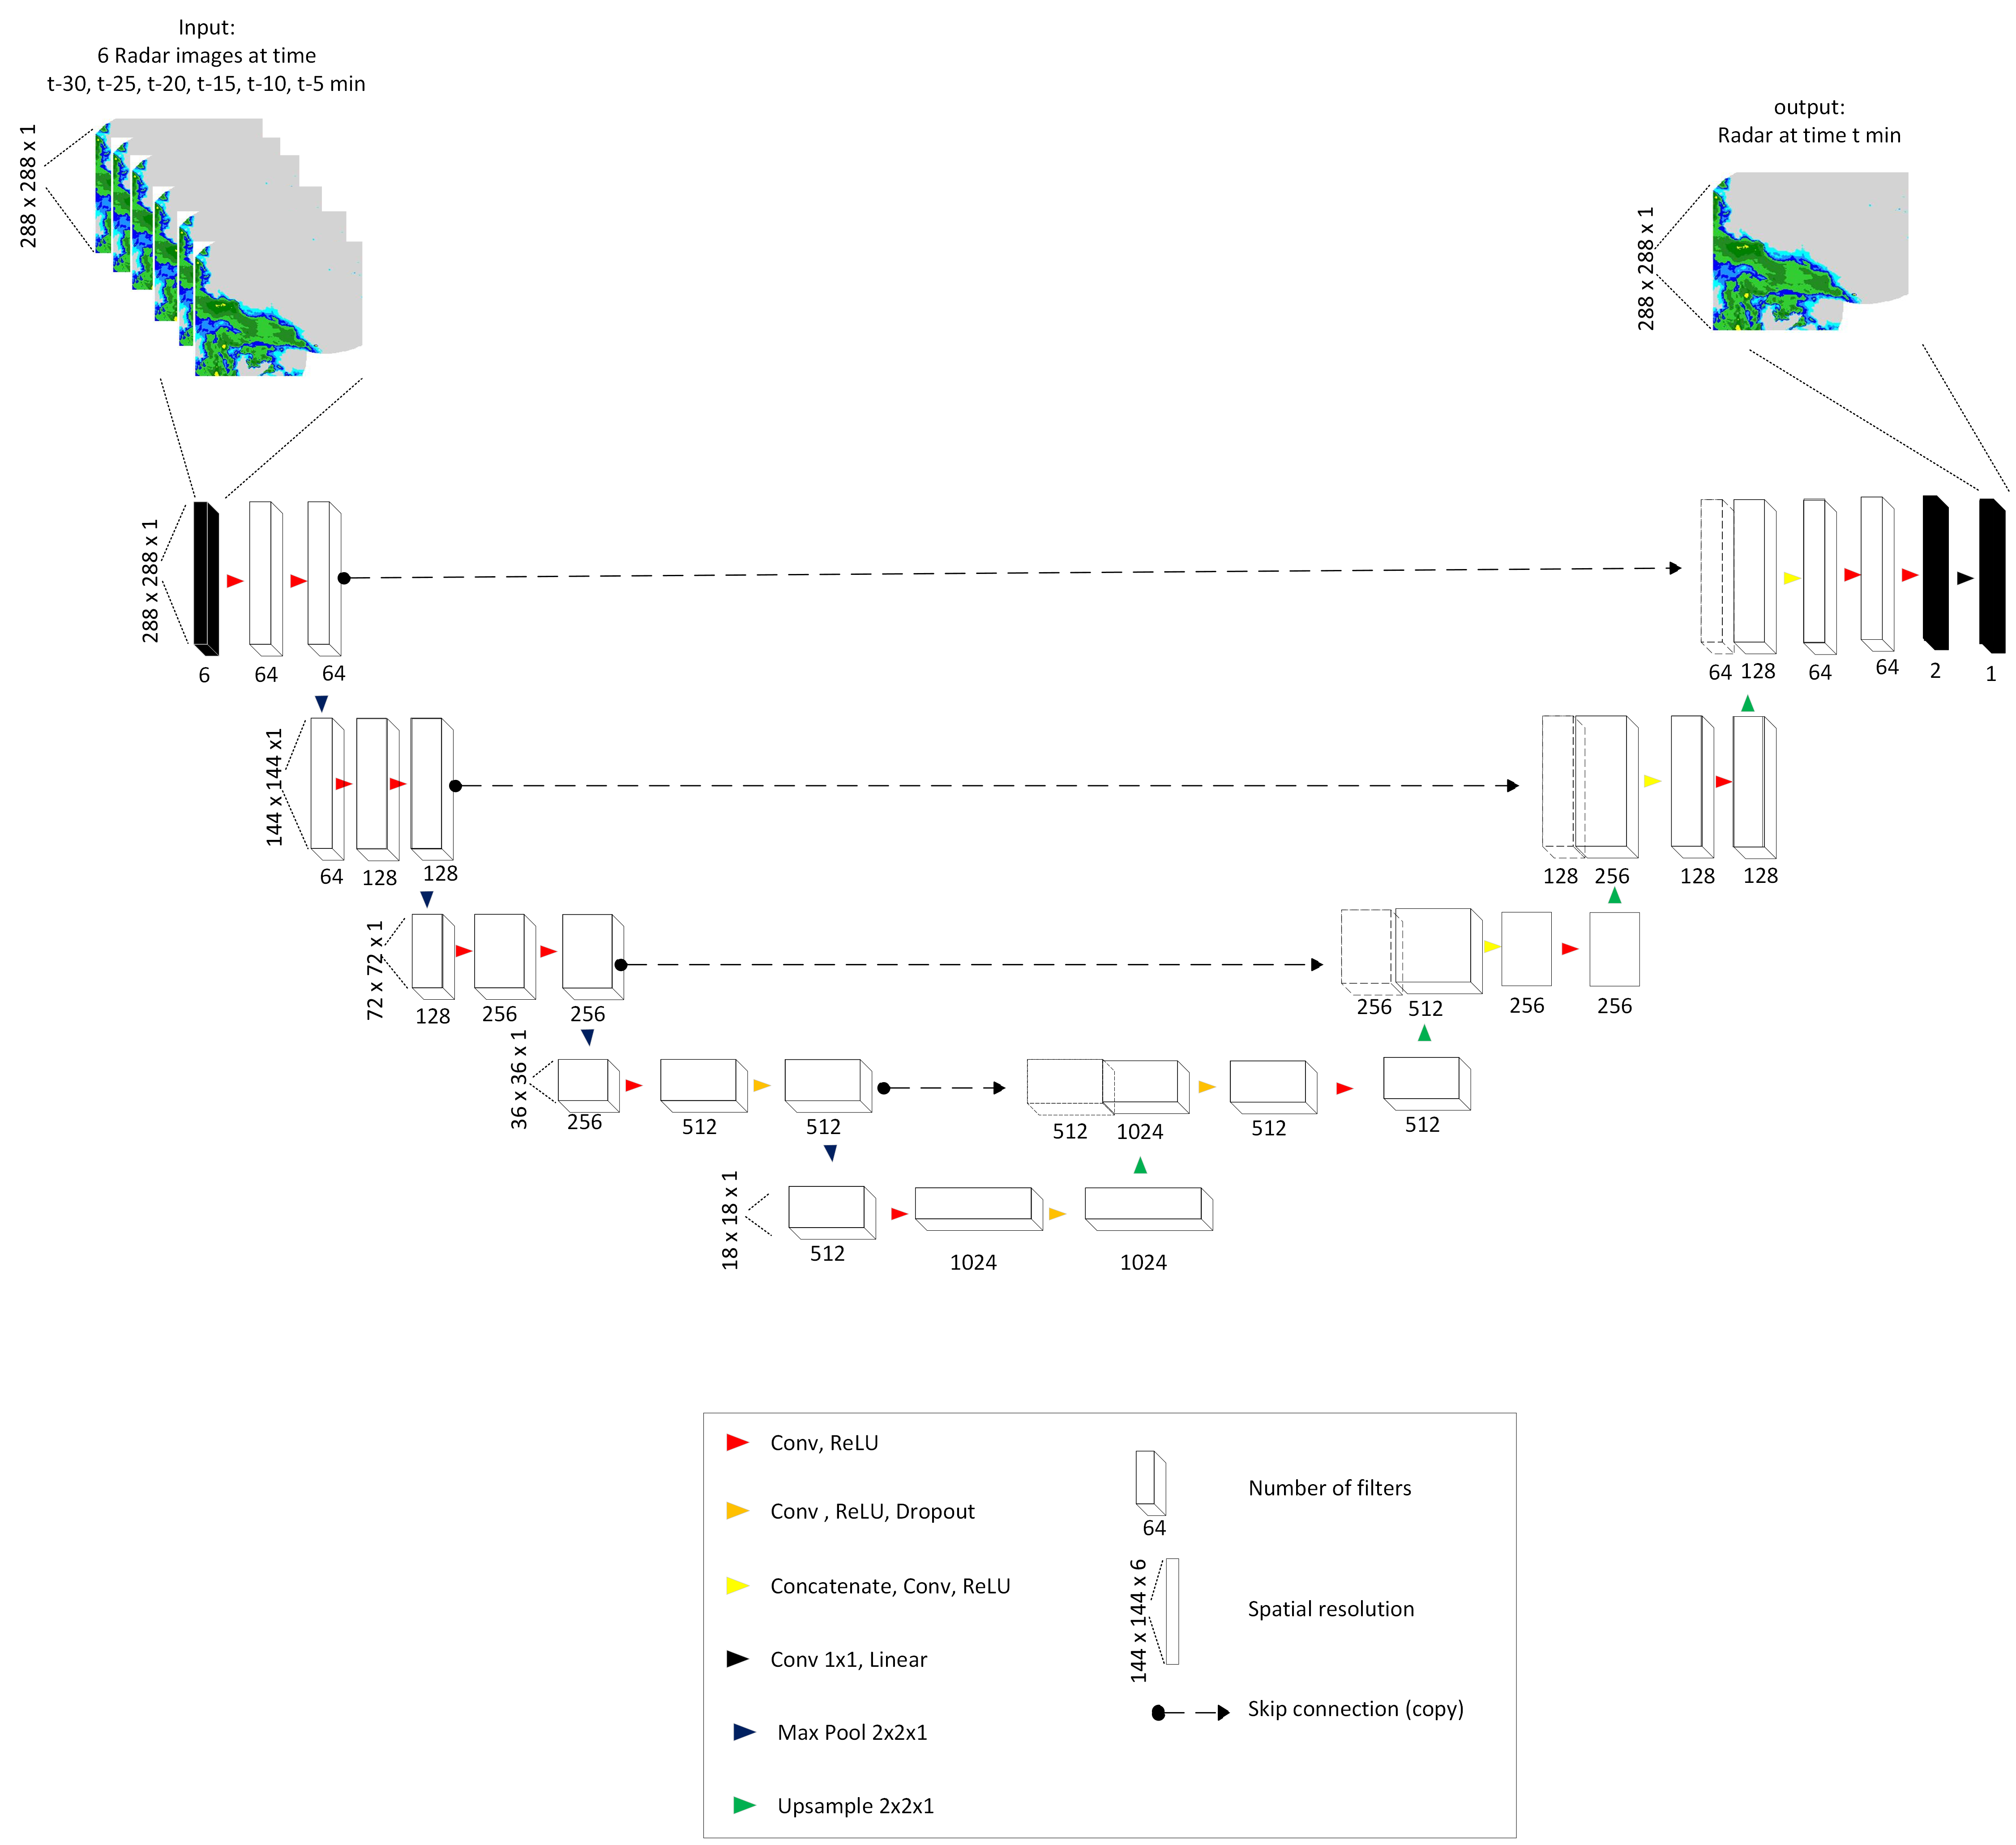 Input:
6 Radar images at time
t-30, t-25, t-20, t-15, t-10, t-5 min
288 x 288 x 1
output:
Radar at time t min
288 x 288 x 1
288 x 288 x 1
6
64
64
64
128
64
64
2
1
144 x 144 x1
64
128
128
128
256
128
128
72 x 72 x 1
128
256
256
256
512
256
256
36 x 36 x 1
256
512
512
512
1024
512
512
18 x 18 x 1
512
1024
1024
Conv, ReLU
Conv , ReLU, Dropout
Concatenate, Conv, ReLU
Conv 1x1, Linear
Max Pool 2x2x1
Upsample 2x2x1
64
Number of filters
144 x 144 x 6
Spatial resolution
Skip connection (copy)